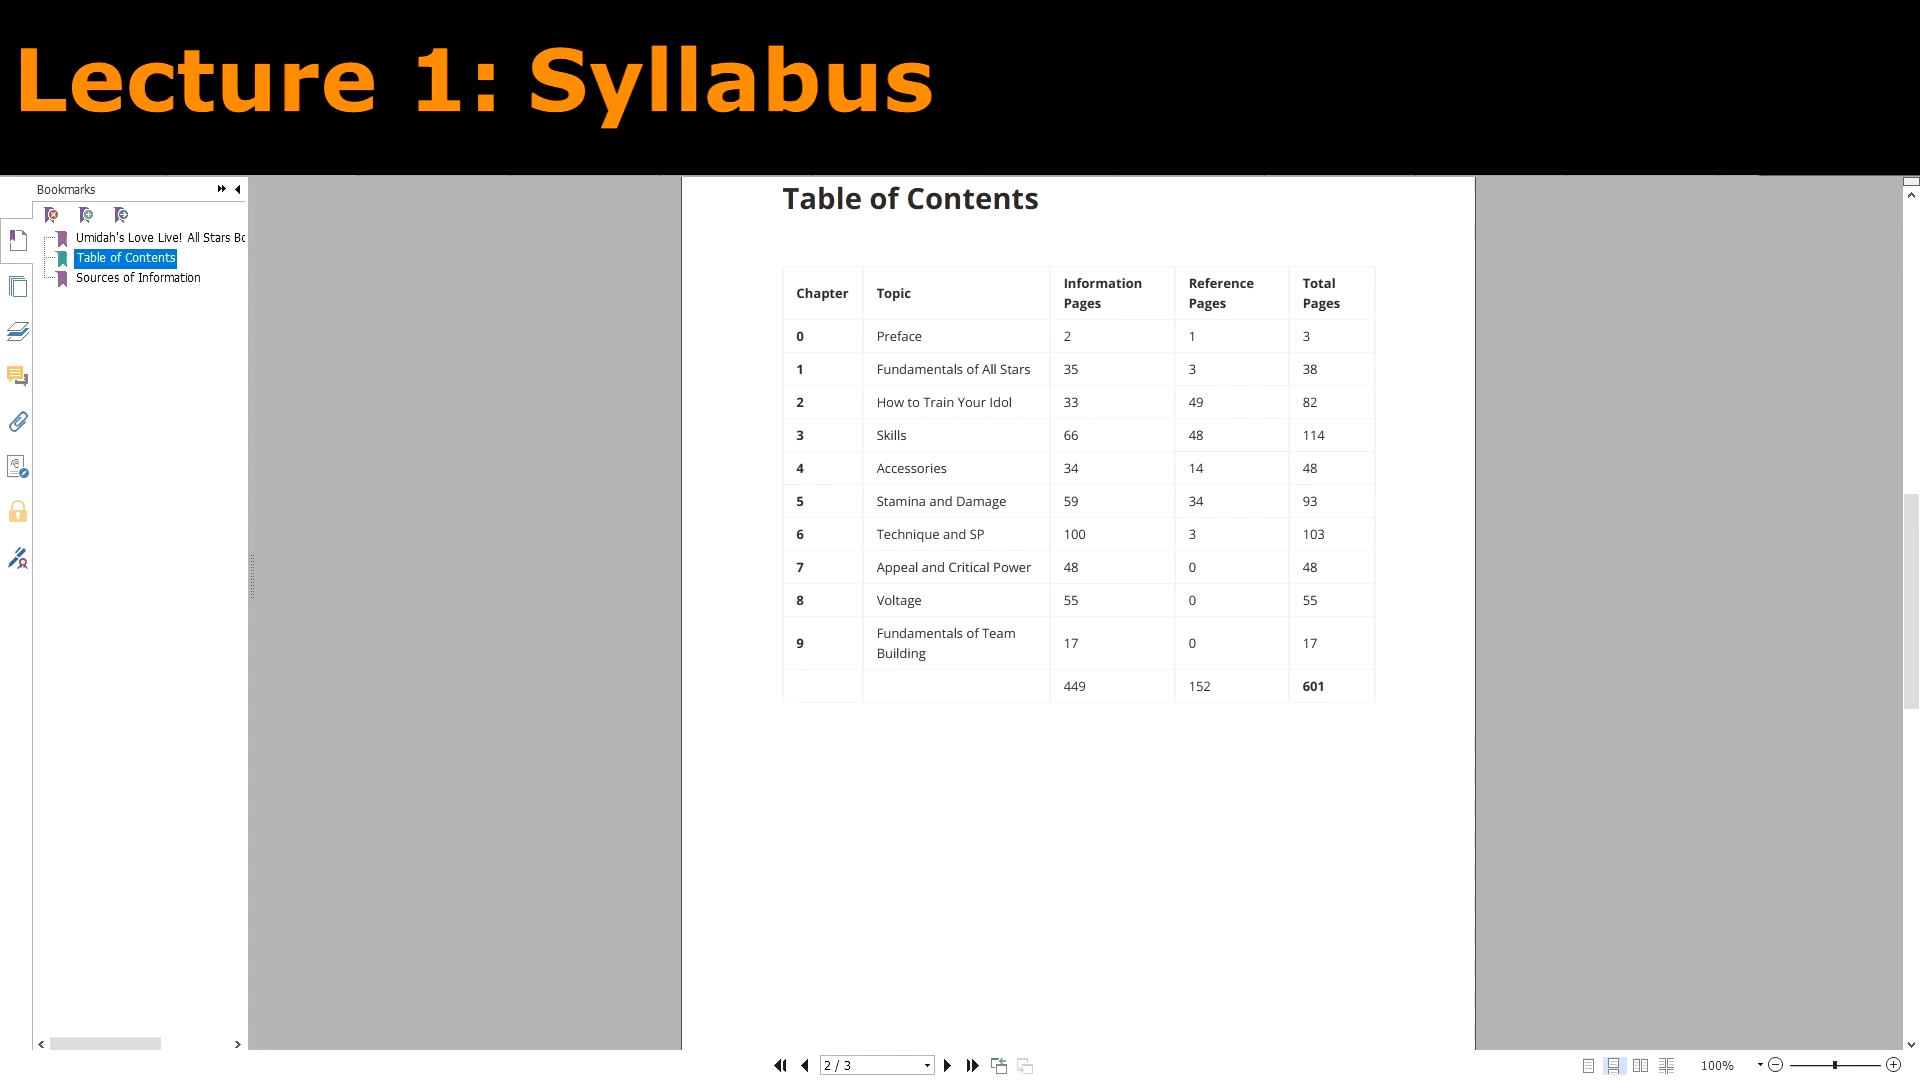 Lecture 1: Syllabus
Bookmarks
Umidah's Love Live! All Stars Bo
Table of Contents
Sources of Information
Table of Contents
Chapter Topic Information Pages Reference Pages Total Pages
0 Preface 2 1 3
1 Fundamentals of All Stars 35 3 38
2 How to Train Your Idol 33 49 82
3 Skills 66 48 114
4 Accessories 34 14 48
5 Stamina and Damage 59 34 93
6 Technique and SP 100 3 103
7 Appeal and Critical Power 48 0 48
8 Voltage 55 0 55
9 Fundamentals of Team Building 17 0 17
449 152 601
2 / 3
100%